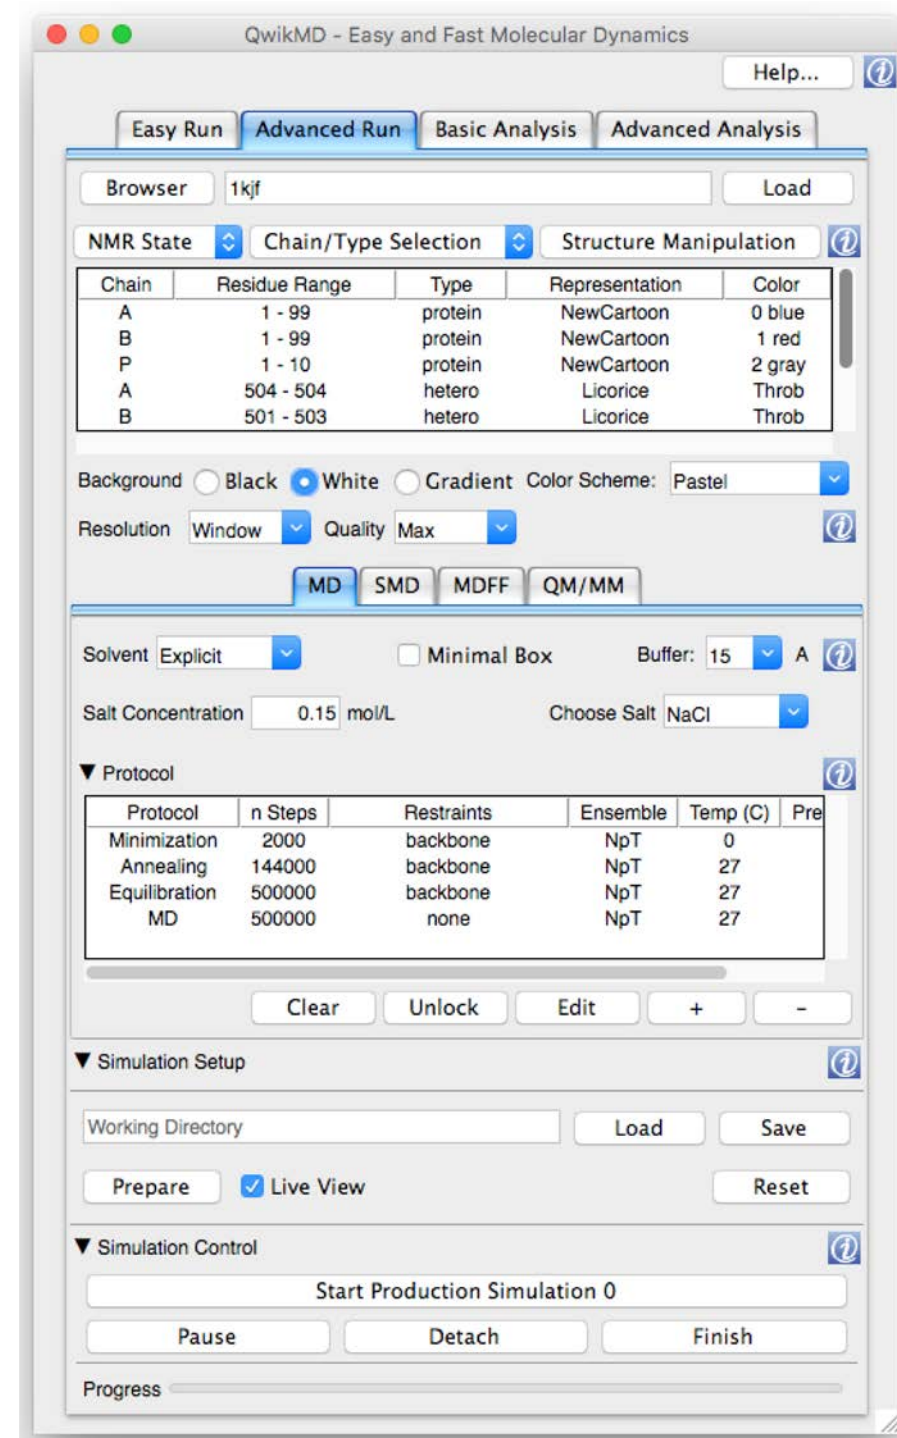 QwikMD - Easy and Fast Molecular Dynamics
Help... i
Easy Run Advanced Run Basic Analysis Advanced Analysis
Browser 1kjf Load
NMR State Chain/Type Selection Structure Manipulation i
Chain Residue Range Type Representation Color
A 1 - 99 protein NewCartoon 0 blue
B 1 - 99 protein NewCartoon 1 red
P 1 - 10 protein NewCartoon 2 gray
A 504 - 504 hetero Licorice Throb
B 501 - 503 hetero Licorice Throb
Background Black White Gradient Color Scheme: Pastel
Resolution Window Quality Max i
MD SMD MDFF QM/MM
Solvent Explicit Minimal Box Buffer: 15 A i
Salt Concentration 0.15 mol/L Choose Salt NaCl
Protocol i
Protocol n Steps Restraints Ensemble Temp (C) Pre
Minimization 2000 backbone NpT 0
Annealing 144000 backbone NpT 27
Equilibration 500000 backbone NpT 27
MD 500000 none NpT 27
Clear Unlock Edit + -
Simulation Setup i
Working Directory Load Save
Prepare Live View Reset
Simulation Control i
Start Production Simulation 0
Pause Detach Finish
Progress